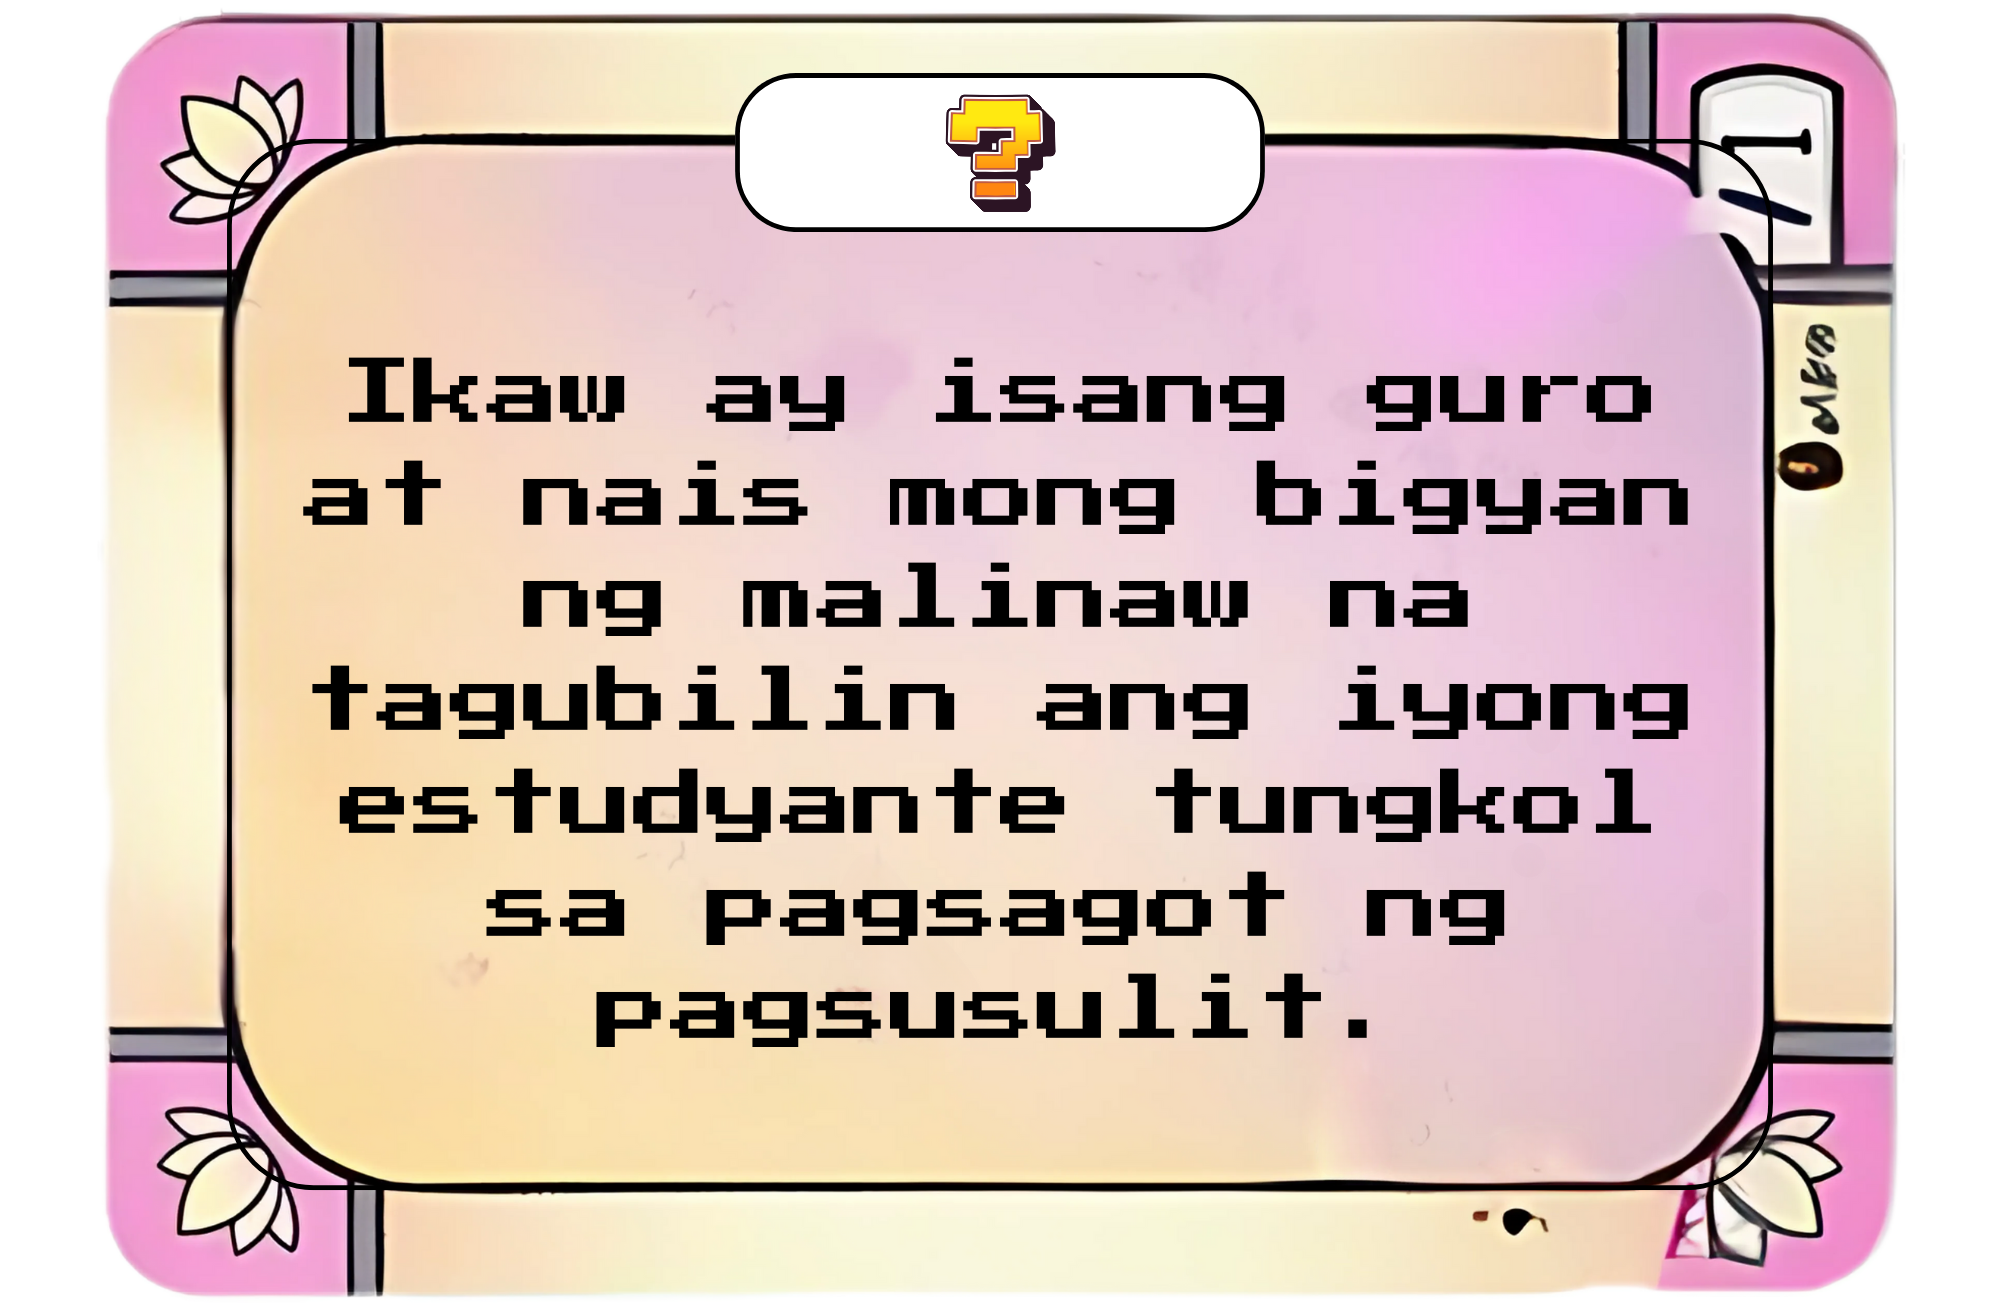 ?
Ikaw ay isang guro
at nais mong bigyan
ng malinaw na
tagubilin ang iyong
estudyante tungkol
sa pagsagot ng
pagsusulit.